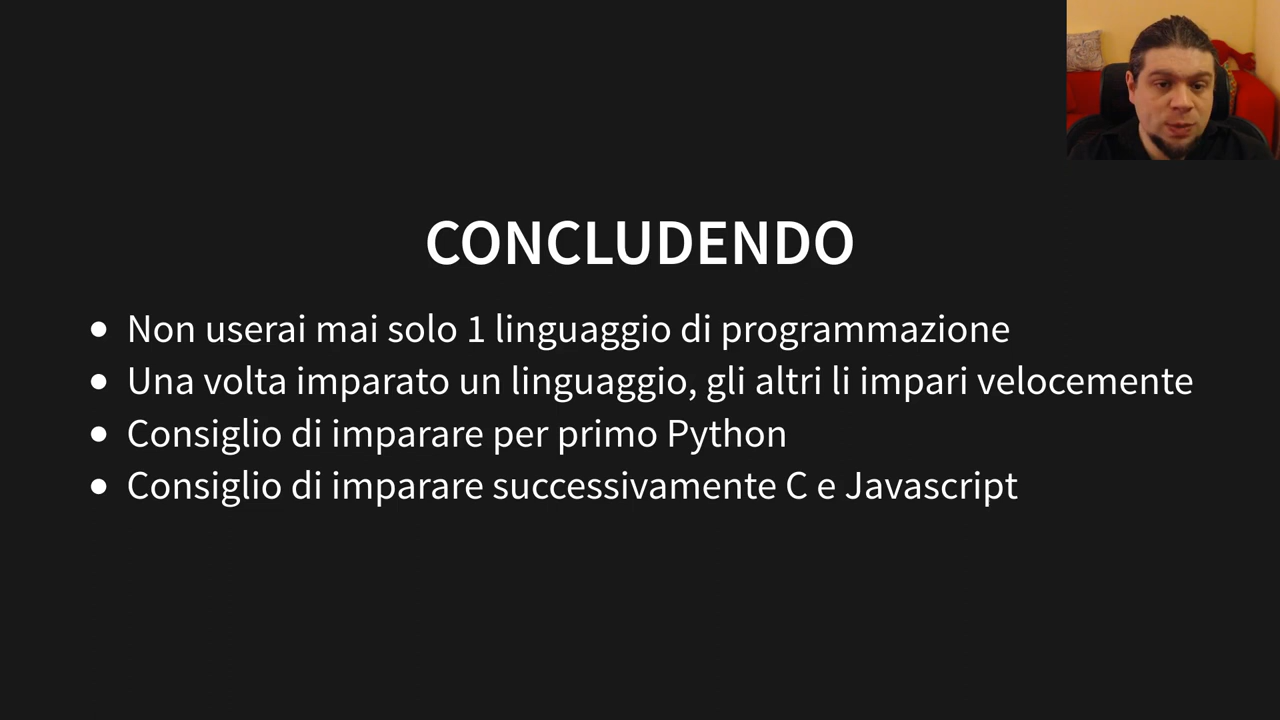 CONCLUDENDO
Non userai mai solo 1 linguaggio di programmazione
Una volta imparato un linguaggio, gli altri li impari velocemente
Consiglio di imparare per primo Python
Consiglio di imparare successivamente C e Javascript